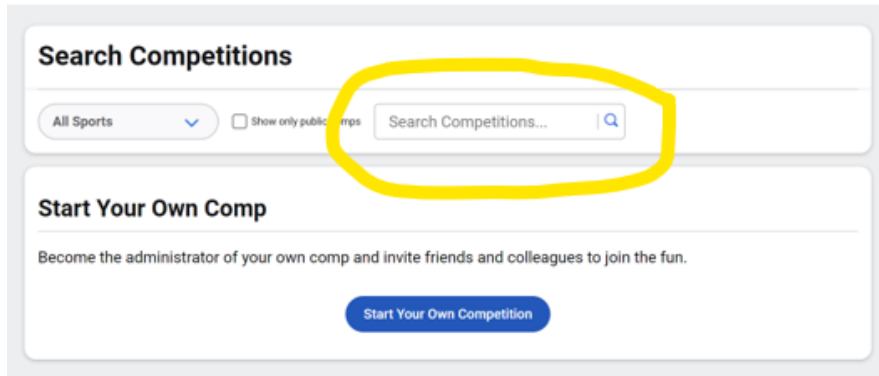 Search Competitions
All Sports
Show only public mps
Search Competitions...
Start Your Own Comp
Become the administrator of your own comp and invite friends and colleagues to join the fun.
Start Your Own Competition